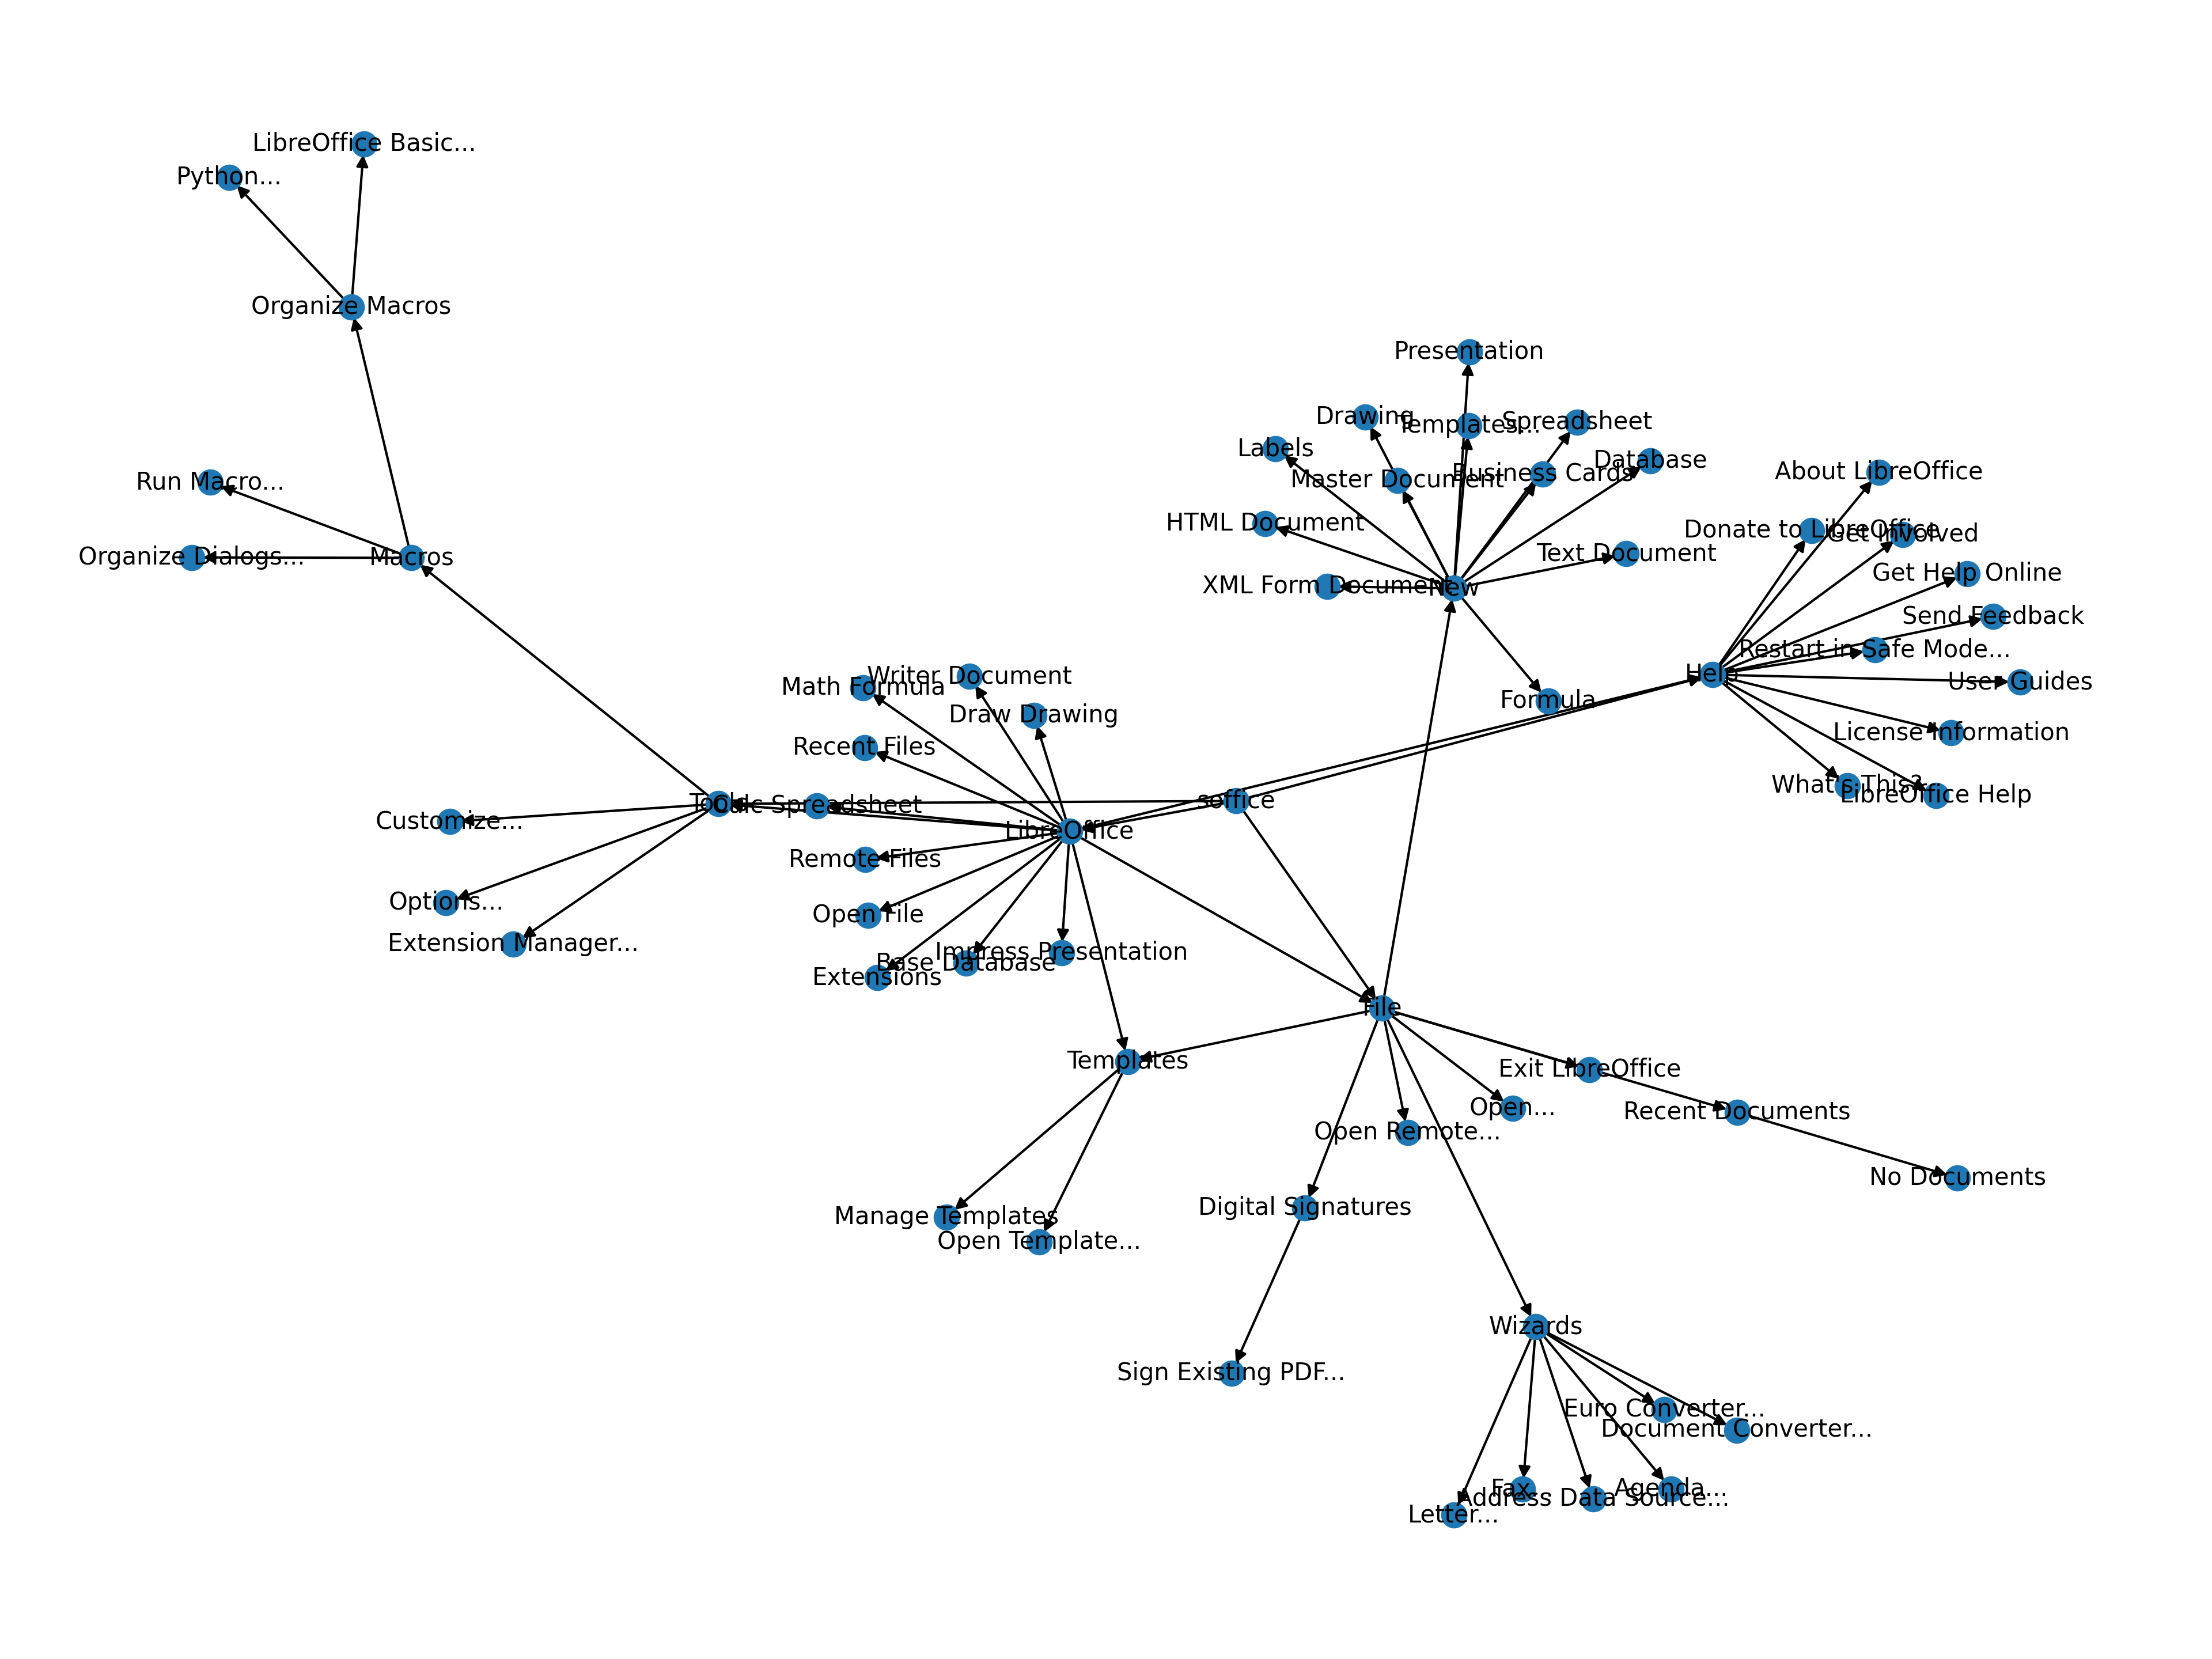 LibreOffice Basic...
Python...
Organize Macros
Presentation
Drawing
Templates...
Spreadsheet
Labels
Database
Master Document
Business Cards
About LibreOffice
Run Macro...
HTML Document
Donate to LibreOffice
Get Involved
Organize Dialogs...
Macros
Text Document
Get Help Online
XML Form Document
New
Send Feedback
Restart in Safe Mode...
Writer Document
Math Formula
Help
User Guides
Formula
Draw Drawing
License Information
Recent Files
What's This?
LibreOffice Help
Tools
Calc Spreadsheet
soffice
Customize...
LibreOffice
Remote Files
Options...
Open File
Extension Manager...
Impress Presentation
Base Database
Extensions
File
Templates
Exit LibreOffice
Open...
Recent Documents
Open Remote...
No Documents
Digital Signatures
Manage Templates
Open Template...
Wizards
Sign Existing PDF...
Euro Converter...
Document Converter...
Fax...
Agenda...
Address Data Source...
Letter...